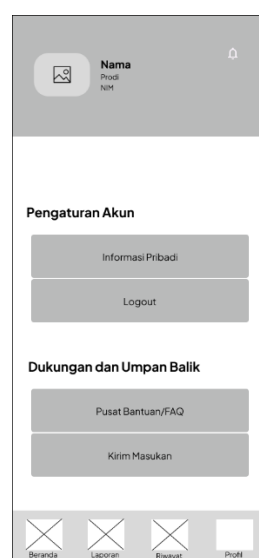 Nama
Prodi
NIM
Pengaturan Akun
Informasi Pribadi
Logout
Dukungan dan Umpan Balik
Pusat Bantuan/FAQ
Kirim Masukan
Beranda
Laporan
Riwayat
Profil